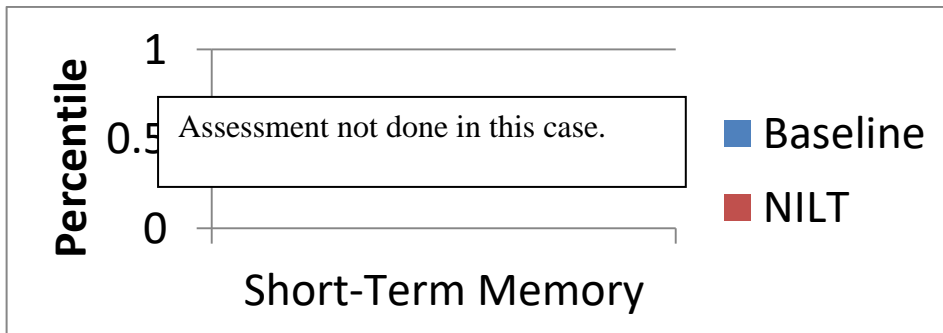 Percentile
1
0.5
0
Assessment not done in this case.
Baseline
NILT
Short-Term Memory